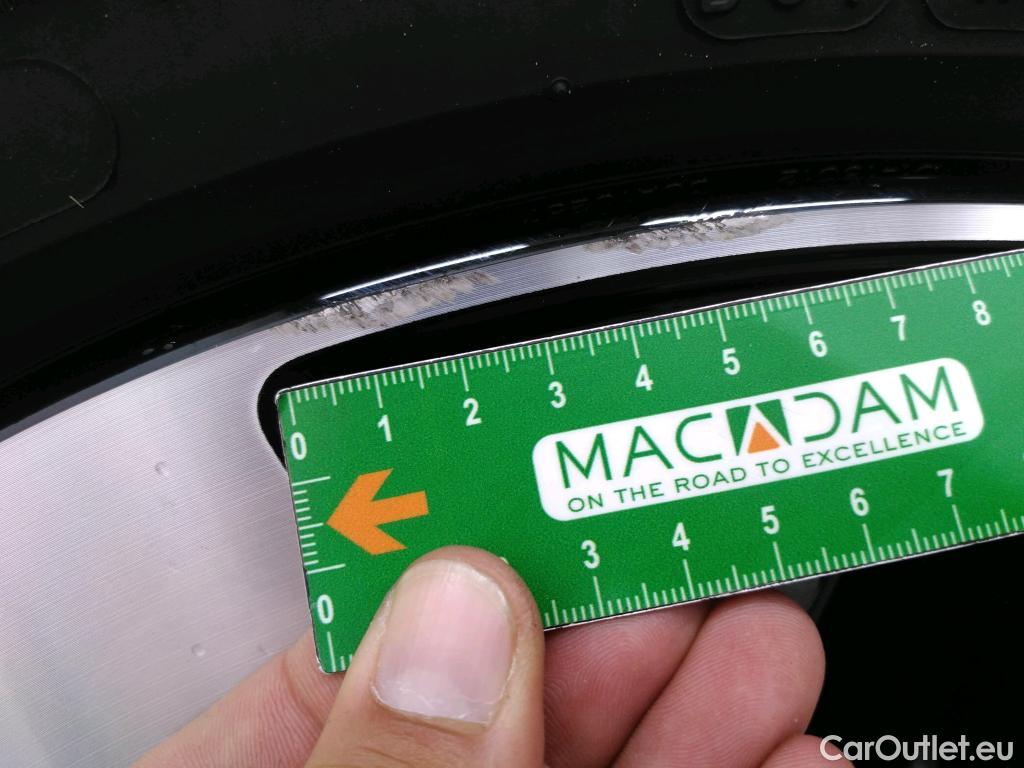 0 1 2 3 4 5 6 7 8
MACADAM
ON THE ROAD TO EXCELLENCE
0 3 4 5 6 7
CarOutlet.eu